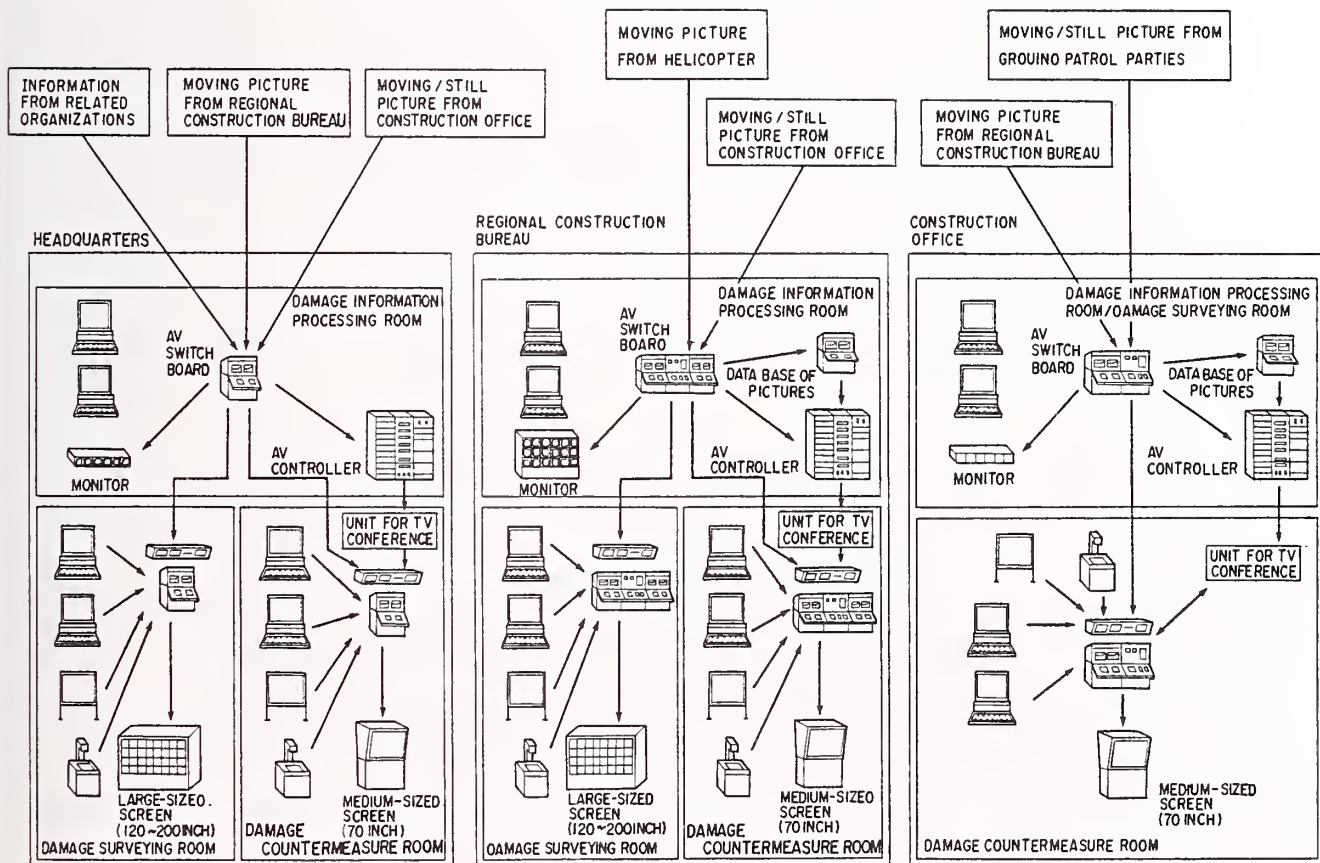 MOVING PICTURE
FROM HELICOPTER
MOVING/STILL PICTURE FROM
GROUINO PATROL PARTIES
INFORMATION
FROM RELATED
ORGANIZATIONS
MOVING PICTURE
FROM REGIONAL
CONSTRUCTION BUREAU
MOVING/STILL
PICTURE FROM
CONSTRUCTION OFFICE
MOVING/STILL
PICTURE FROM
CONSTRUCTION OFFICE
MOVING PICTURE
FROM REGIONAL
CONSTRUCTION BUREAU
HEADQUARTERS
DAMAGE INFORMATION
PROCESSING ROOM
AV
SWITCH
BOARD
AV
CONTROLLER
MONITOR
UNIT FOR TV
CONFERENCE
LARGE-SIZEO.
SCREEN
(120~200INCH)
DAMAGE SURVEYING ROOM
MEDIUM-SIZED
SCREEN
(70 INCH)
DAMAGE
COUNTERMEASURE ROOM
REGIONAL CONSTRUCTION
BUREAU
DAMAGE INFORMATION
PROCESSING ROOM
AV
SWITCH
BOARD
DATA BASE OF
PICTURES
AV
CONTROLLER
MONITOR
UNIT FOR TV
CONFERENCE
LARGE-SIZED
SCREEN
(120~200INCH)
DAMAGE SURVEYING ROOM
MEDIUM-SIZEO
SCREEN
(70 INCH)
DAMAGE
COUNTERMEASURE ROOM
CONSTRUCTION
OFFICE
DAMAGE INFORMATION PROCESSING
ROOM/DAMAGE SURVEYING ROOM
AV
SWITCH
BOARD
DATA BASE OF
PICTURES
AV
CONTROLLER
MONITOR
UNIT FOR TV
CONFERENCE
MEDIUM-SIZED
SCREEN
(70 INCH)
DAMAGE COUNTERMEASURE ROOM